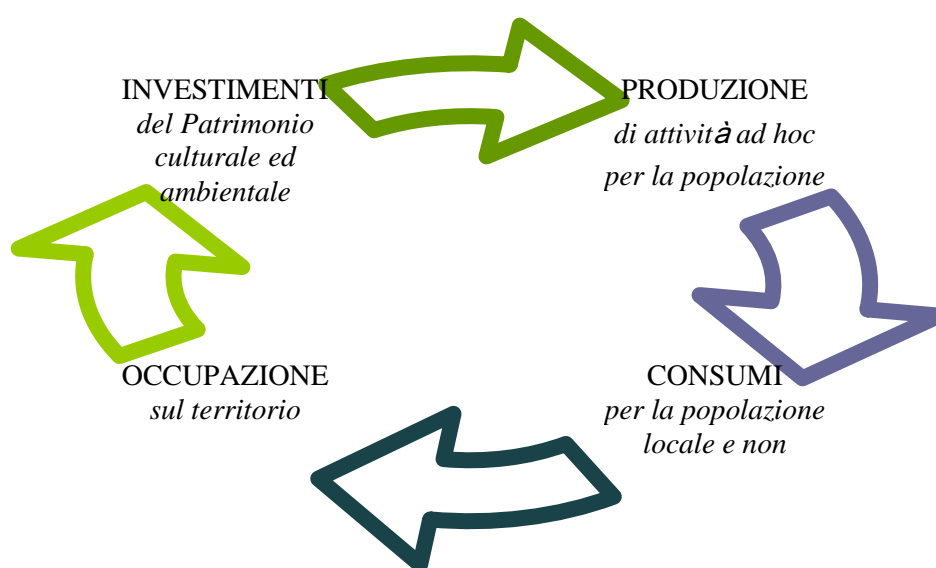 INVESTIMENTI
del Patrimonio
culturale ed
ambientale
PRODUZIONE
di attività ad hoc
per la popolazione
OCCUPAZIONE
sul territorio
CONSUMI
per la popolazione
locale e non